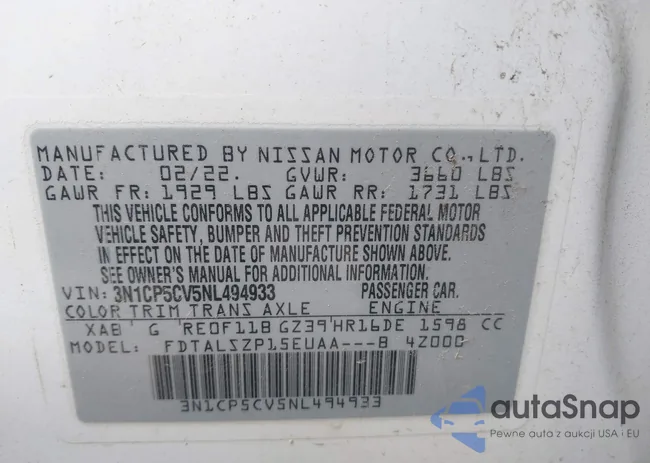 MANUFACTURED BY NISSAN MOTOR CO., LTD.
DATE: 02/22. GVWR: 3660 LBS
GAWR FR: 1929 LBS GAWR RR: 1731 LBS
THIS VEHICLE CONFORMS TO ALL APPLICABLE FEDERAL MOTOR
VEHICLE SAFETY, BUMPER AND THEFT PREVENTION STANDARDS
IN EFFECT ON THE DATE OF MANUFACTURE SHOWN ABOVE.
SEE OWNER'S MANUAL FOR ADDITIONAL INFORMATION.
VIN: 3N1CP5CV5NL494933 PASSENGER CAR.
COLOR TRIM TRANS AXLE ENGINE
XAB G RE0F11B GZ39 HR16DE 1598 CC
MODEL: FDTALSZP15EUAA---B 4Z000
3N1CP5CV5NL494933
autaSnap
Pewne auta z aukcji USA i EU